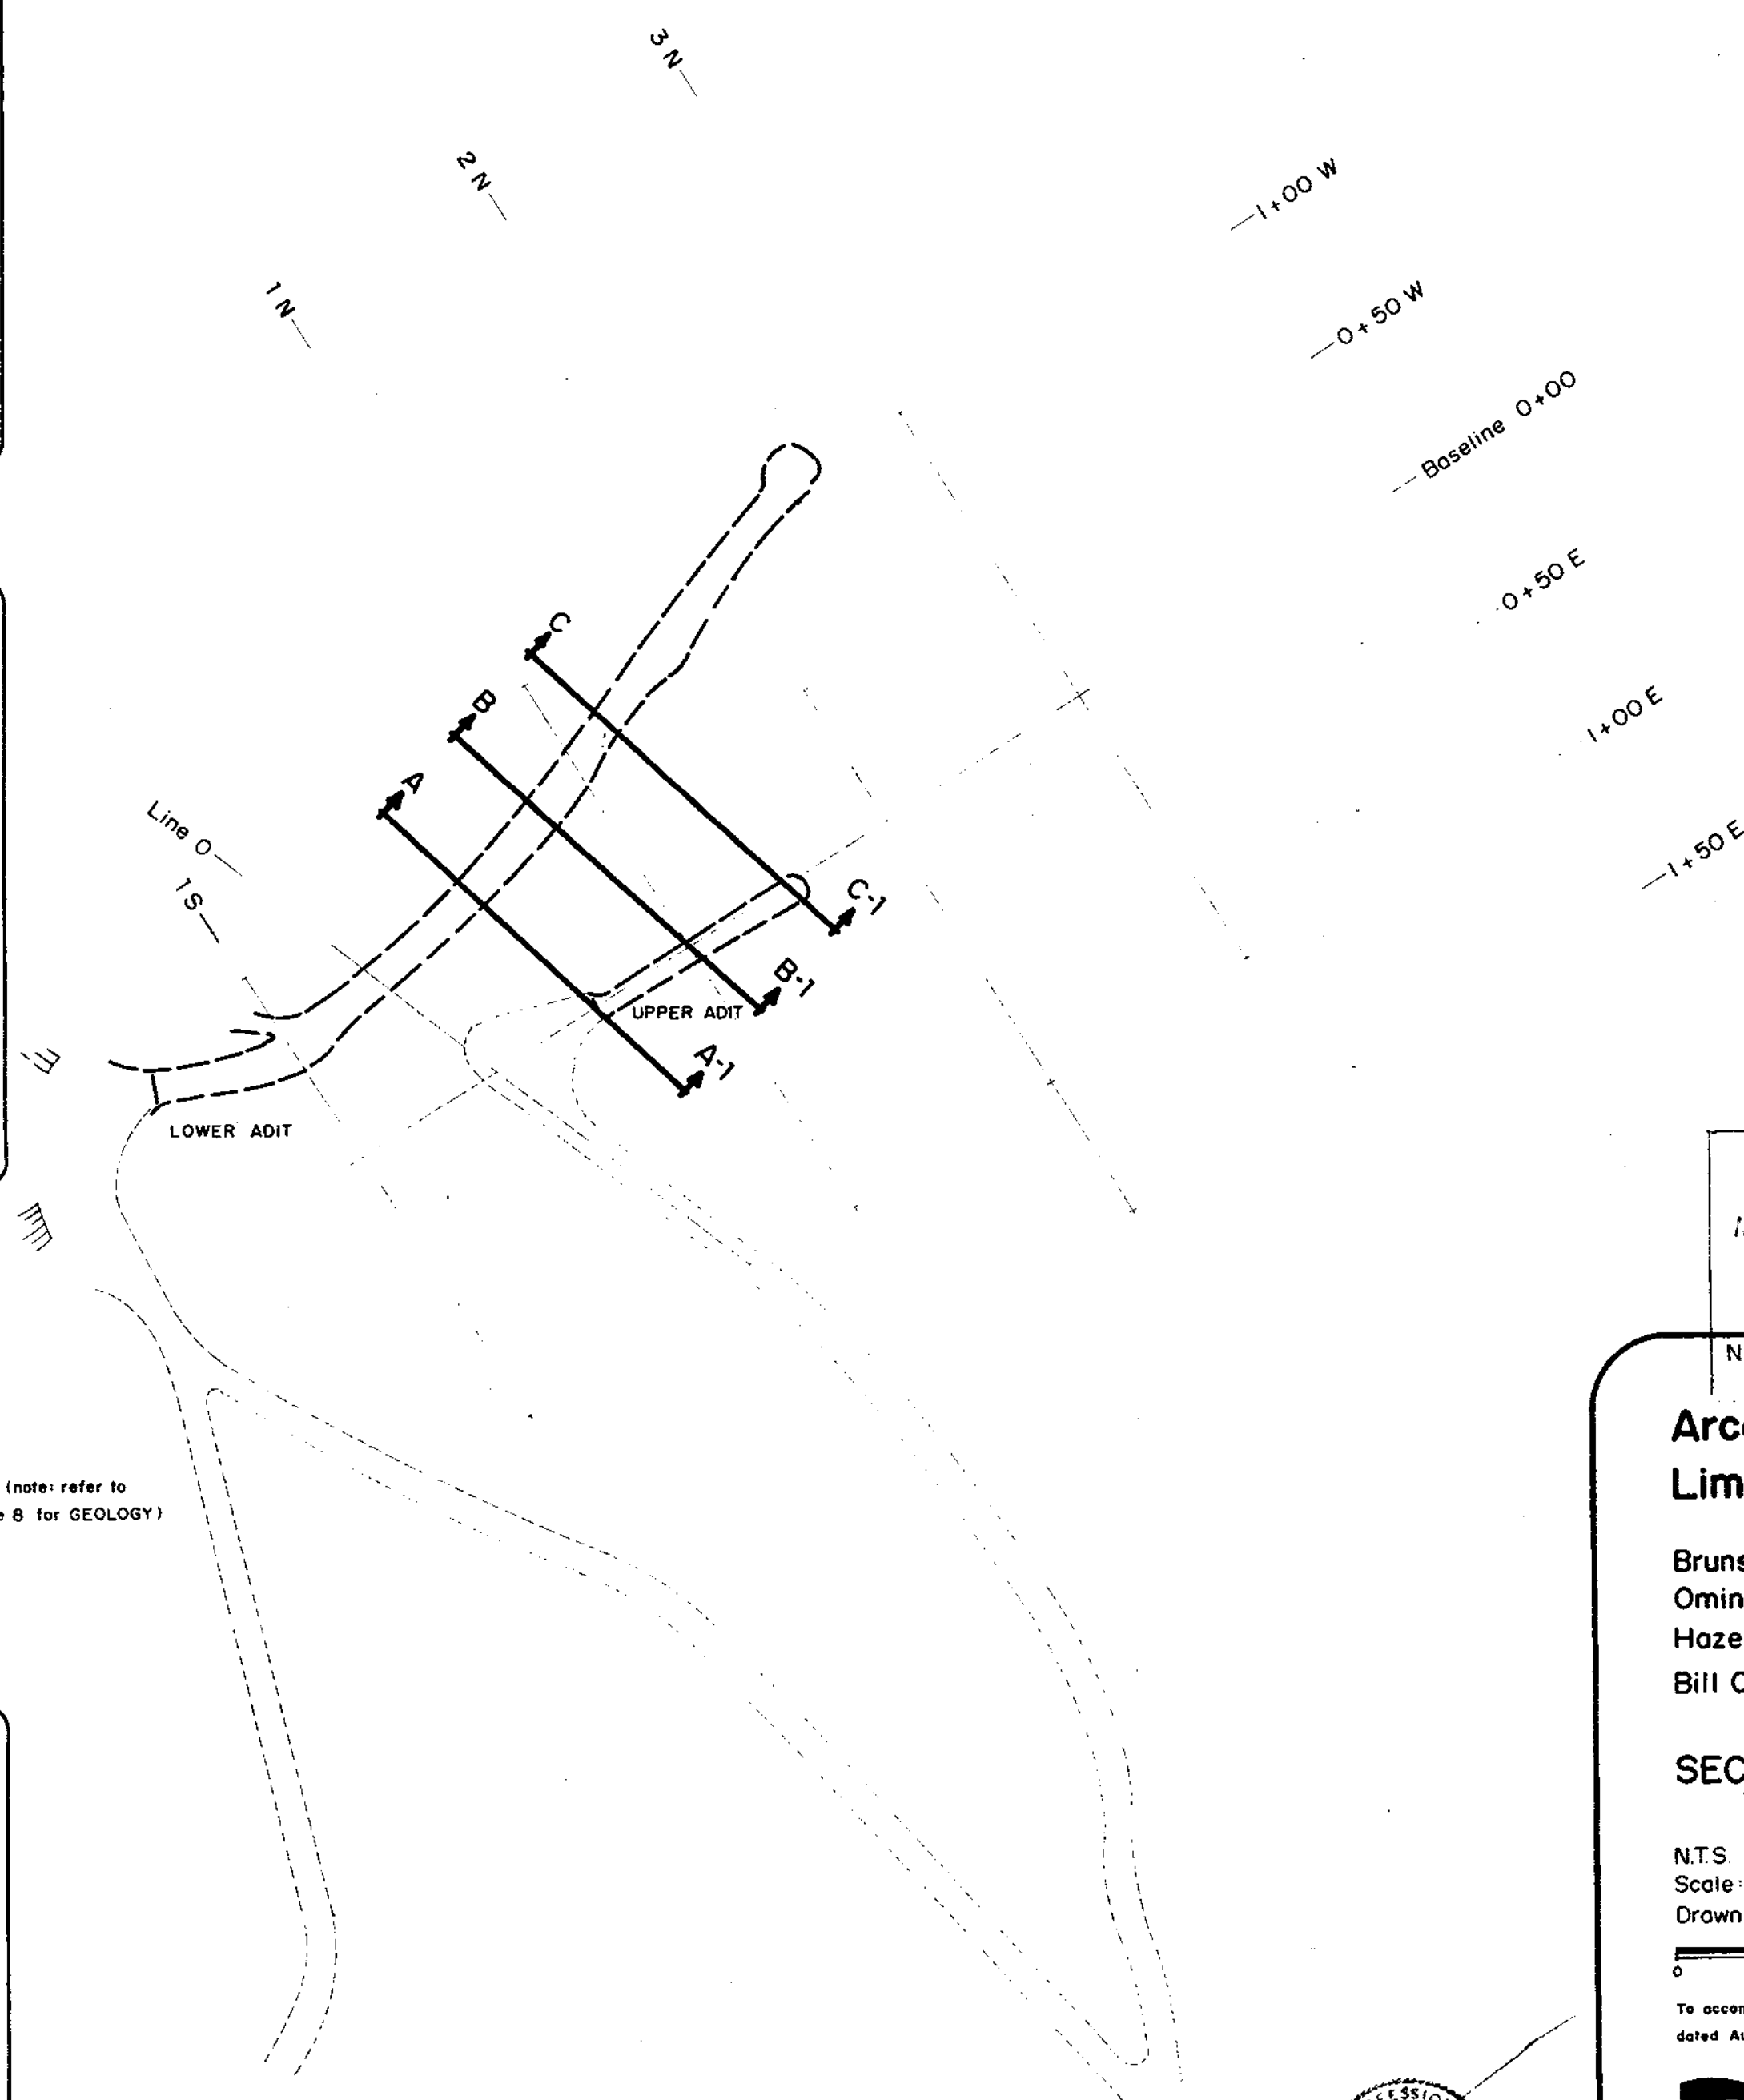 3 N
2 N
1 N
1+00 W
0+50 W
Baseline 0+00
0+50 E
1+00 E
1+50 E
C
B
A
Line 0
1 S
C-1
B-1
A-1
UPPER ADIT
LOWER ADIT
(note: refer to
8 for GEOLOGY)
N
Arc
Lim
Bruns
Omin
Haze
Bill
SEC
N.T.S.
Scale:
Drawn
0
To accom
dated Au